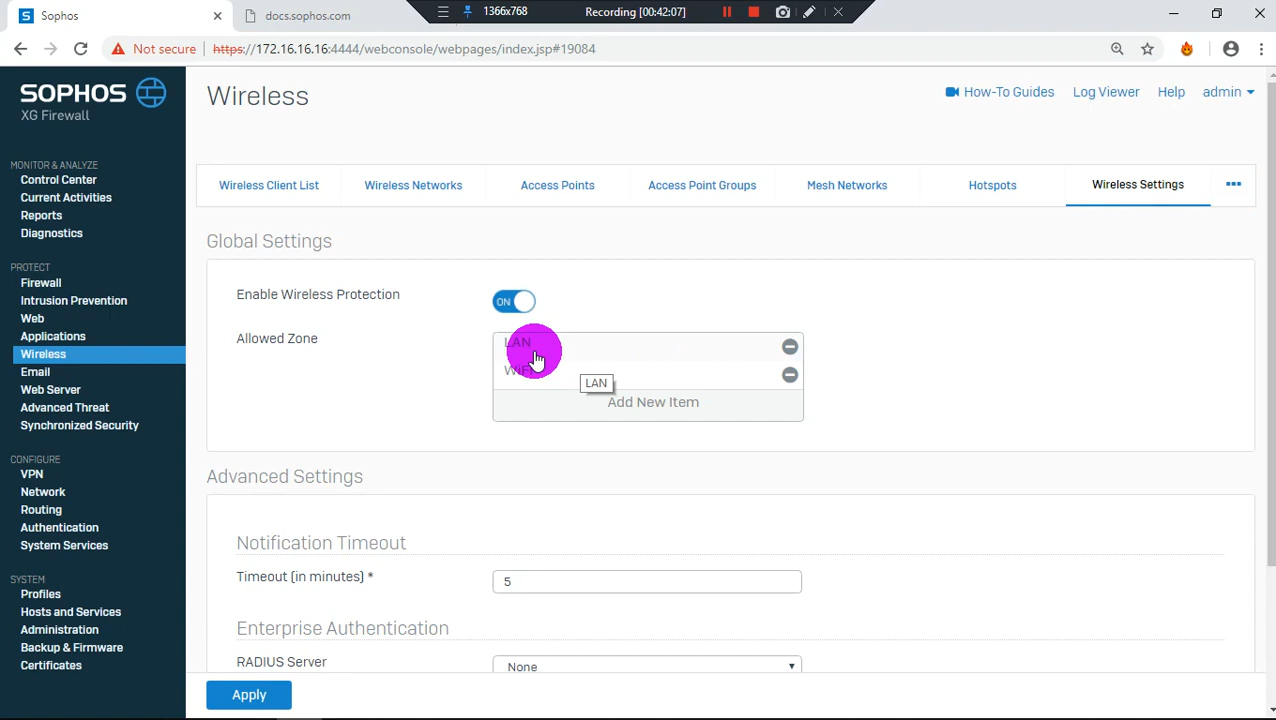 Sophos
docs.sophos.com
1366x768
Recording [00:42:07]
Not secure
https://172.16.16.16:4444/webconsole/webpages/index.jsp#19084
SOPHOS
XG Firewall
Wireless
How-To Guides
Log Viewer
Help
admin
MONITOR & ANALYZE
Control Center
Current Activities
Reports
Diagnostics
PROTECT
Firewall
Intrusion Prevention
Web
Applications
Wireless
Email
Web Server
Advanced Threat
Synchronized Security
CONFIGURE
VPN
Network
Routing
Authentication
System Services
SYSTEM
Profiles
Hosts and Services
Administration
Backup & Firmware
Certificates
Wireless Client List
Wireless Networks
Access Points
Access Point Groups
Mesh Networks
Hotspots
Wireless Settings
Global Settings
Enable Wireless Protection
ON
Allowed Zone
LAN
WiFi
LAN
Add New Item
Advanced Settings
Notification Timeout
Timeout (in minutes) *
5
Enterprise Authentication
RADIUS Server
None
Apply